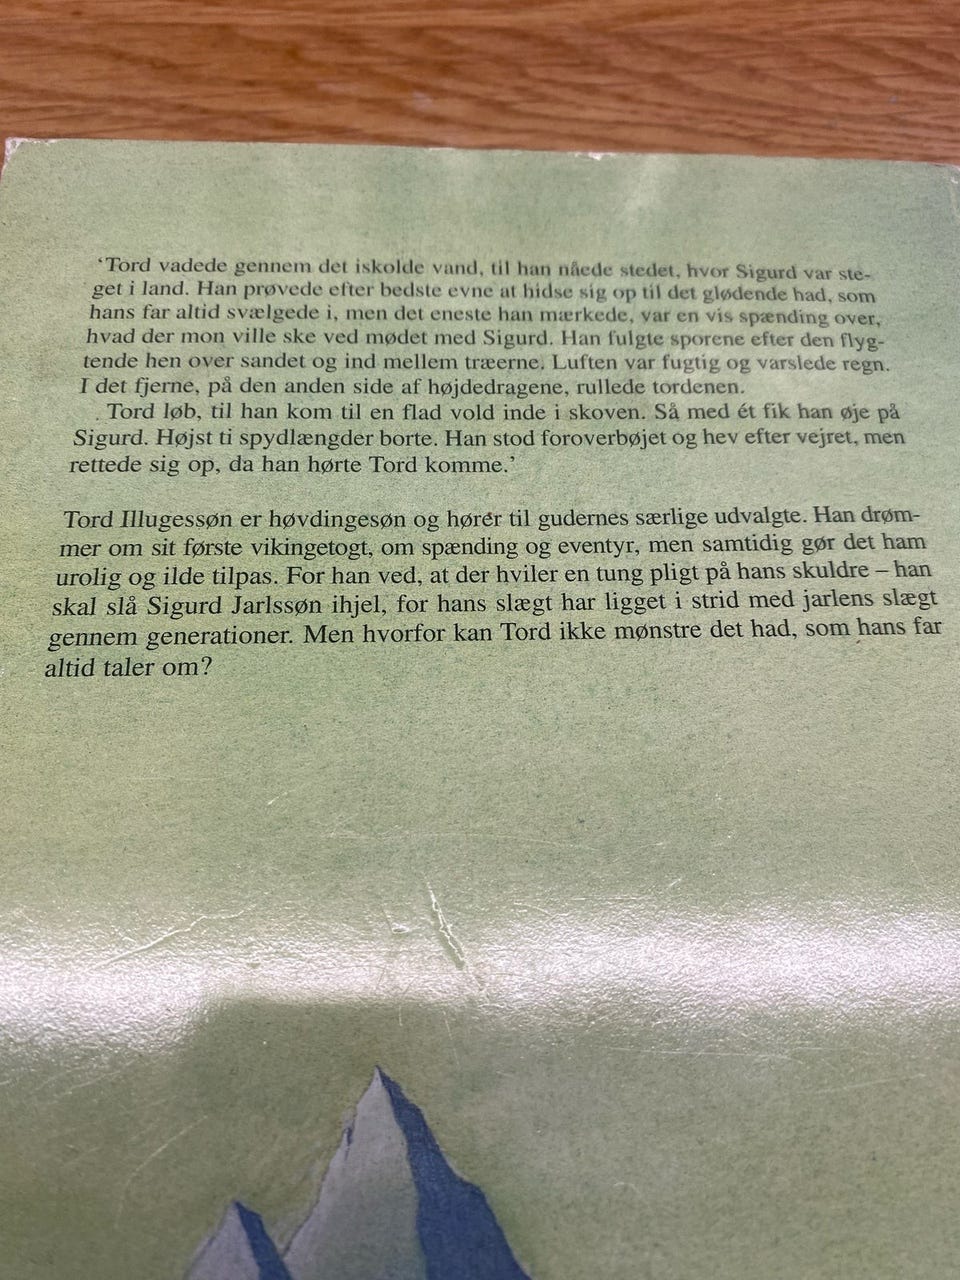 ‘Tord vadede gennem det iskolde vand, til han nåede stedet, hvor Sigurd var ste-
get i land. Han prøvede efter bedste evne at hidse sig op til det glødende had, som
hans far altid svælgede i, men det eneste han mærkede, var en vis spænding over,
hvad der mon ville ske ved mødet med Sigurd. Han fulgte sporene efter den flyg-
tende hen over sandet og ind mellem træerne. Luften var fugtig og varslede regn.
I det fjerne, på den anden side af højdedragene, rullede tordenen.
Tord løb, til han kom til en flad vold inde i skoven. Så med ét fik han øje på
Sigurd. Højst ti spydlængder borte. Han stod foroverbøjet og hev efter vejret, men
rettede sig op, da han hørte Tord komme.’
Tord Illugessøn er høvdingesøn og hører til gudernes særlige udvalgte. Han drøm-
mer om sit første vikingetogt, om spænding og eventyr, men samtidig gør det ham
urolig og ilde tilpas. For han ved, at der hviler en tung pligt på hans skuldre – han
skal slå Sigurd Jarlssøn ihjel, for hans slægt har ligget i strid med jarlens slægt
gennem generationer. Men hvorfor kan Tord ikke mønstre det had, som hans far
altid taler om?